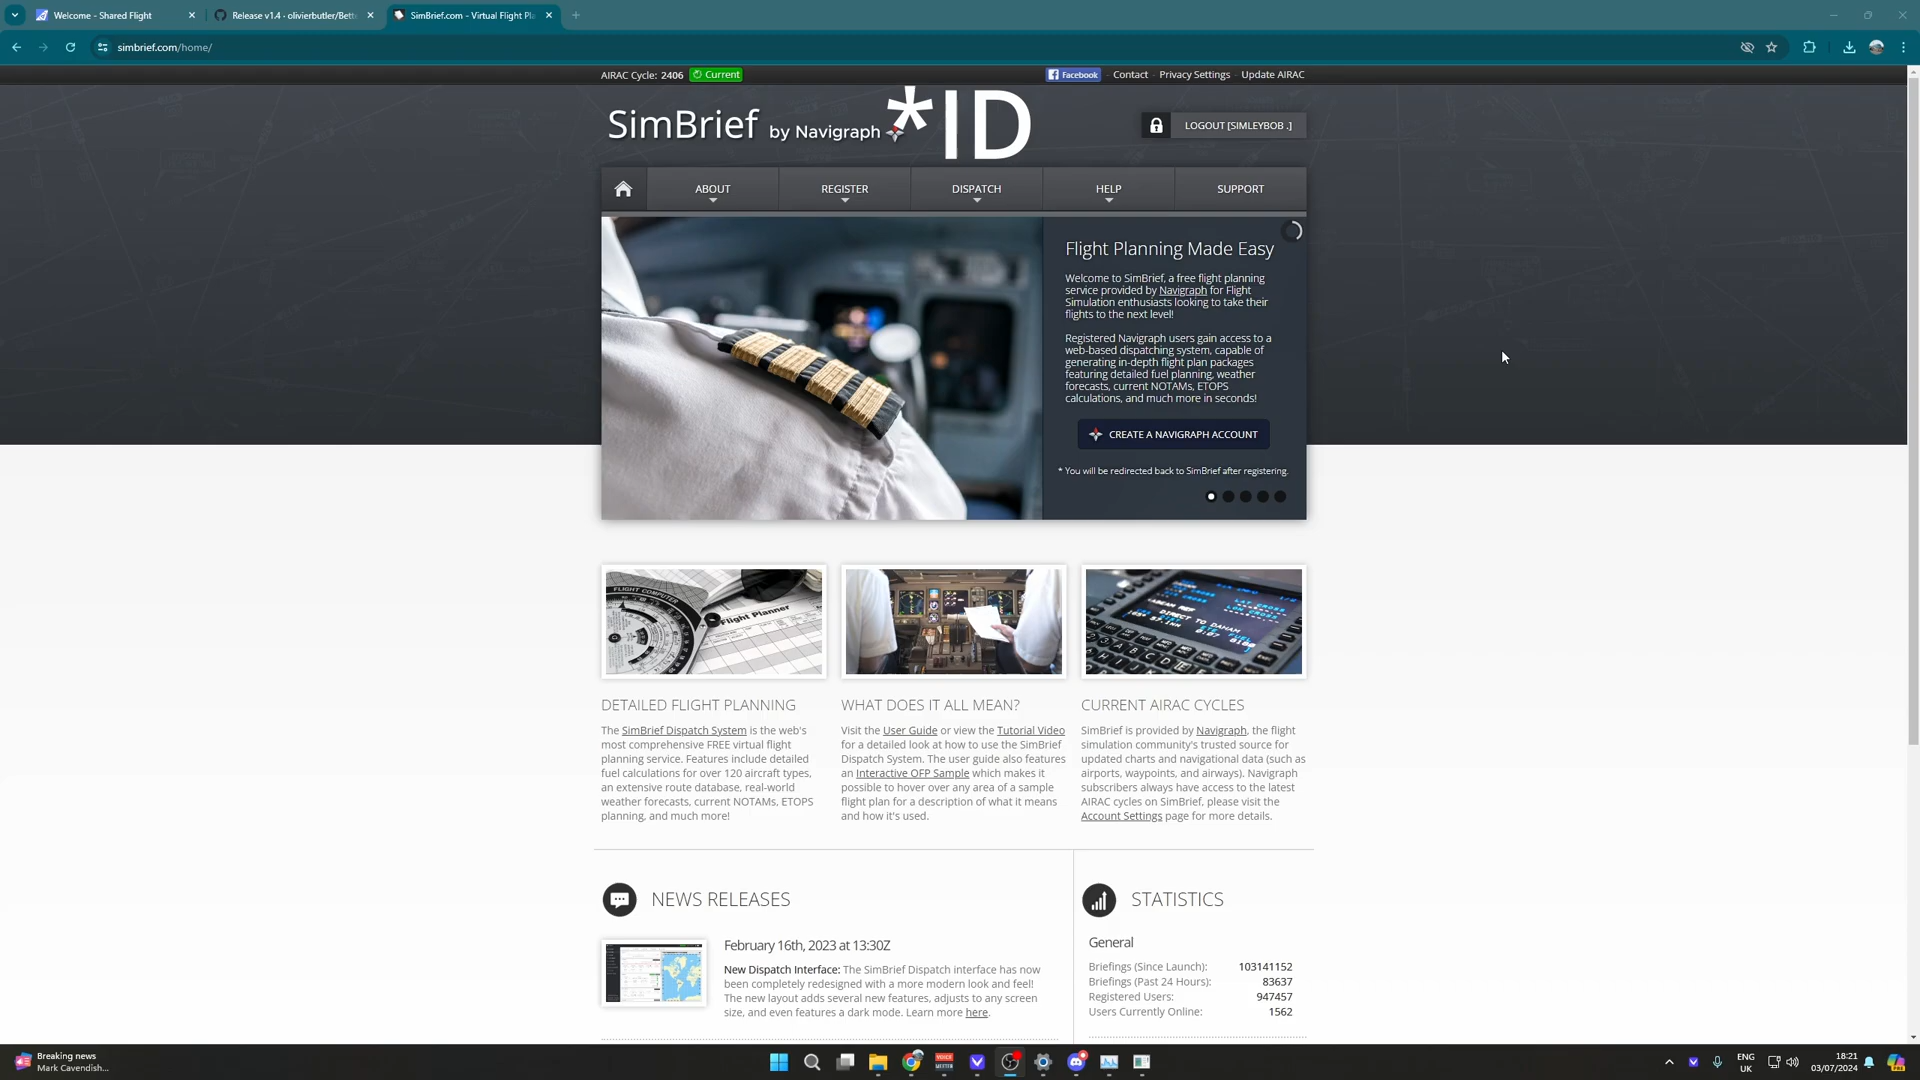 Welcome - Shared Flight
Release v1.4 - olivierbutler/Bett
SimBrief.com - Virtual Flight Pl
simbrief.com/home/
AIRAC Cycle: 2406 Current
Facebook - Contact - Privacy Settings - Update AIRAC
SimBrief by Navigraph
*ID
LOGOUT [SIMLEYBOB .]
ABOUT
REGISTER
DISPATCH
HELP
SUPPORT
Flight Planning Made Easy
Welcome to SimBrief, a free flight planning
service provided by Navigraph for Flight
Simulation enthusiasts looking to take their
flights to the next level!
Registered Navigraph users gain access to a
web-based dispatching system, capable of
generating in-depth flight plan packages
featuring detailed fuel planning, weather
forecasts, current NOTAMs, ETOPS
calculations, and much more in seconds!
CREATE A NAVIGRAPH ACCOUNT
* You will be redirected back to SimBrief after registering.
FLIGHT COMPUTER
Flight Planner
DIRECT TO DANAM
DETAILED FLIGHT PLANNING
The SimBrief Dispatch System is the web's
most comprehensive FREE virtual flight
planning service. Features include detailed
fuel calculations for over 120 aircraft types,
an extensive route database, real-world
weather forecasts, current NOTAMs, ETOPS
planning, and much more!
WHAT DOES IT ALL MEAN?
Visit the User Guide or view the Tutorial Video
for a detailed look at how to use the SimBrief
Dispatch System. The user guide also features
an Interactive OFP Sample which makes it
possible to hover over any area of a sample
flight plan for a description of what it means
and how it's used.
CURRENT AIRAC CYCLES
SimBrief is provided by Navigraph, the flight
simulation community's trusted source for
updated charts and navigational data (such as
airports, waypoints, and airways). Navigraph
subscribers always have access to the latest
AIRAC cycles on SimBrief, please visit the
Account Settings page for more details.
NEWS RELEASES
February 16th, 2023 at 13:30Z
New Dispatch Interface: The SimBrief Dispatch interface has now
been completely redesigned with a more modern look and feel!
The new layout adds several new features, adjusts to any screen
size, and even features a dark mode. Learn more here.
STATISTICS
General
Briefings (Since Launch): 103141152
Briefings (Past 24 Hours): 83637
Registered Users: 947457
Users Currently Online: 1562
Breaking news
Mark Cavendish...
ENG
UK
18:21
03/07/2024